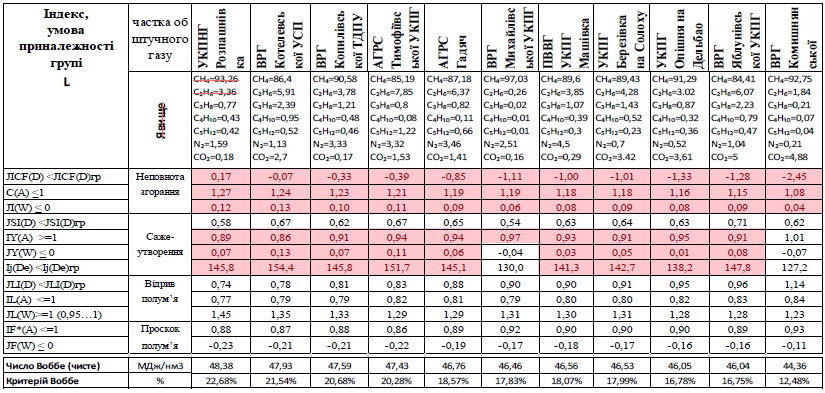 Індекс, умова приналежності групі L
частка об штучного газу
УКПНГ Розпашнівка
ВРГ Котелевської УСП
ВРГ Копилівської ТДПУ
АГРС Тимофіївської УКПГ
АГРС Гадяч
ВРГ Михайлівської УКПГ
ПВВГ УКПГ Машівка
УКПГ Березівка на Солоху
УКПГ Опішня на Дельбао
ВРГ Яблунівської УКПГ
ВРГ Комишнянської
Явище
CH₄=93,26 C₂H₆=3,36 C₃H₈=0,77 C₄H₁₀=0,43 C₅H₁₂=0,42 N₂=1,59 CO₂=0,18
CH₄=86,4 C₂H₆=5,91 C₃H₈=2,39 C₄H₁₀=0,95 C₅H₁₂=0,52 N₂=1,13 CO₂=2,7
CH₄=90,58 C₂H₆=3,78 C₃H₈=1,21 C₄H₁₀=0,48 C₅H₁₂=0,46 N₂=3,33 CO₂=0,17
CH₄=85,19 C₂H₆=7,85 C₃H₈=0,8 C₄H₁₀=0,08 C₅H₁₂=1,22 N₂=3,32 CO₂=1,53
CH₄=87,18 C₂H₆=6,37 C₃H₈=0,82 C₄H₁₀=0,11 C₅H₁₂=0,66 N₂=3,46 CO₂=1,41
CH₄=97,03 C₂H₆=0,26 C₃H₈=0,02 C₄H₁₀=0,01 C₅H₁₂=0,01 N₂=2,51 CO₂=0,16
CH₄=89,6 C₂H₆=3,85 C₃H₈=1,07 C₄H₁₀=0,39 C₅H₁₂=0,3 N₂=4,5 CO₂=0,29
CH₄=89,43 C₂H₆=4,28 C₃H₈=1,43 C₄H₁₀=0,52 C₅H₁₂=0,23 N₂=0,7 CO₂=3.42
CH₄=91,29 C₂H₆=3.02 C₃H₈=0,87 C₄H₁₀=0,32 C₅H₁₂=0,36 N₂=0,52 CO₂=3,61
CH₄=84,41 C₂H₆=6,07 C₃H₈=2,23 C₄H₁₀=0,79 C₅H₁₂=0,47 N₂=1,04 CO₂=5
CH₄=92,75 C₂H₆=1,84 C₃H₈=0,21 C₄H₁₀=0,07 C₅H₁₂=0,04 N₂=0,21 CO₂=4,88
ЛICF(D) <ЛICF(D)гр Неповнота згорання 0,17 -0,07 -0,33 -0,39 -0,85 -1,11 -1,00 -1,01 -1,33 -1,28 -2,45
C(A) ≤1 1,27 1,24 1,23 1,21 1,19 1,19 1,18 1,18 1,16 1,15 1,08
Л(W) ≤ 0 0,12 0,13 0,10 0,11 0,09 0,06 0,08 0,09 0,08 0,09 0,04
JSI(D) <JSI(D)гр Саже-утворення 0,58 0,67 0,62 0,67 0,65 0,54 0,63 0,64 0,63 0,71 0,62
IY(A) >=1 0,89 0,86 0,91 0,94 0,94 0,97 0,93 0,91 0,95 0,91 1,01
JY(W) ≤ 0 0,07 0,13 0,07 0,11 0,06 -0,04 0,03 0,05 0,01 0,08 -0,07
Ij(De) <Ij(De)гр 145,8 154,4 145,8 151,7 145,1 130,0 141,3 142,7 138,2 147,8 127,2
JLI(D) <JLI(D)гр Відрив полум’я 0,74 0,78 0,81 0,83 0,88 0,90 0,90 0,91 0,95 0,96 1,14
IL(A) <=1 0,77 0,79 0,79 0,82 0,81 0,79 0,80 0,80 0,82 0,83 0,84
JL(W)>=1 (0,95…1) 1,45 1,35 1,33 1,29 1,29 1,31 1,30 1,31 1,28 1,28 1,23
IF*(A) <=1 Проскок полум’я 0,88 0,87 0,88 0,86 0,89 0,92 0,90 0,90 0,90 0,89 0,93
JF(W) ≤ 0 -0,23 -0,21 -0,21 -0,22 -0,19 -0,17 -0,18 -0,17 -0,16 -0,16 -0,11
Число Воббе (чисте) МДж/нм3 48,38 47,93 47,59 47,43 46,76 46,46 46,56 46,53 46,05 46,04 44,36
Критерій Воббе % 22,68% 21,54% 20,68% 20,28% 18,57% 17,83% 18,07% 17,99% 16,78% 16,75% 12,48%